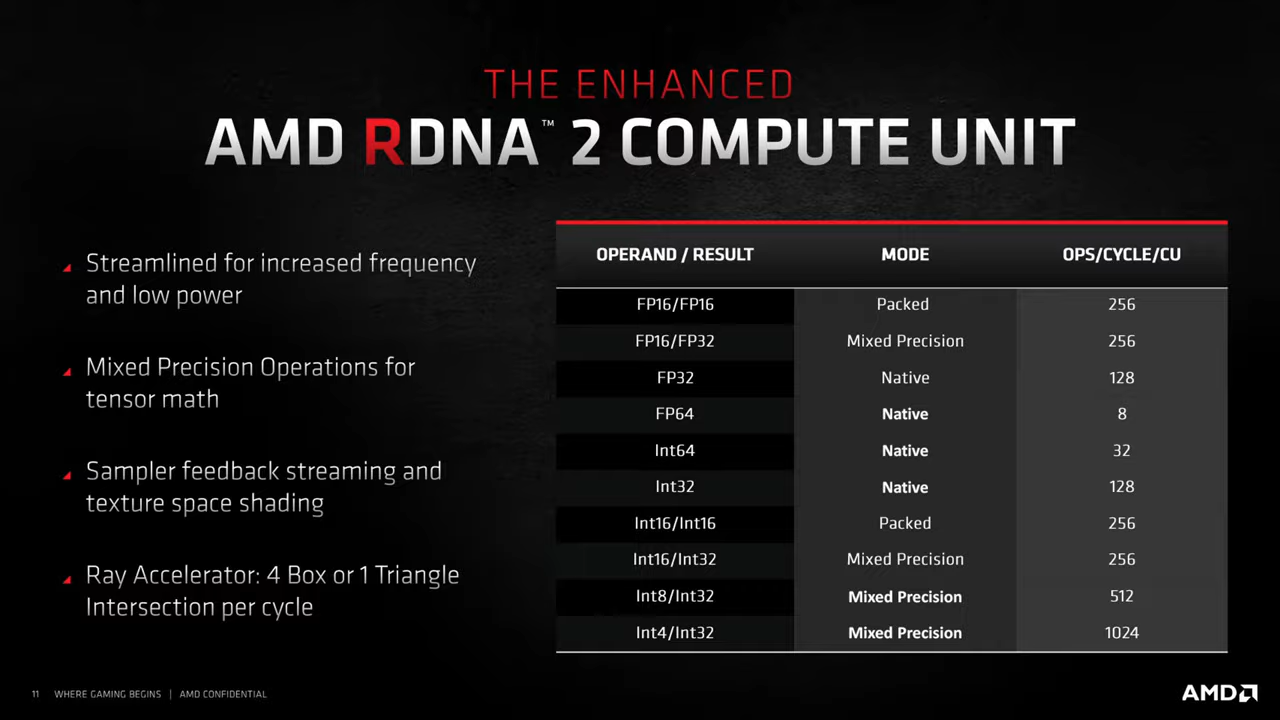 THE ENHANCED
AMD RDNA™ 2 COMPUTE UNIT
Streamlined for increased frequency
and low power
Mixed Precision Operations for
tensor math
Sampler feedback streaming and
texture space shading
Ray Accelerator: 4 Box or 1 Triangle
Intersection per cycle
OPERAND / RESULT MODE OPS/CYCLE/CU
FP16/FP16 Packed 256
FP16/FP32 Mixed Precision 256
FP32 Native 128
FP64 Native 8
Int64 Native 32
Int32 Native 128
Int16/Int16 Packed 256
Int16/Int32 Mixed Precision 256
Int8/Int32 Mixed Precision 512
Int4/Int32 Mixed Precision 1024
11 WHERE GAMING BEGINS | AMD CONFIDENTIAL
AMD